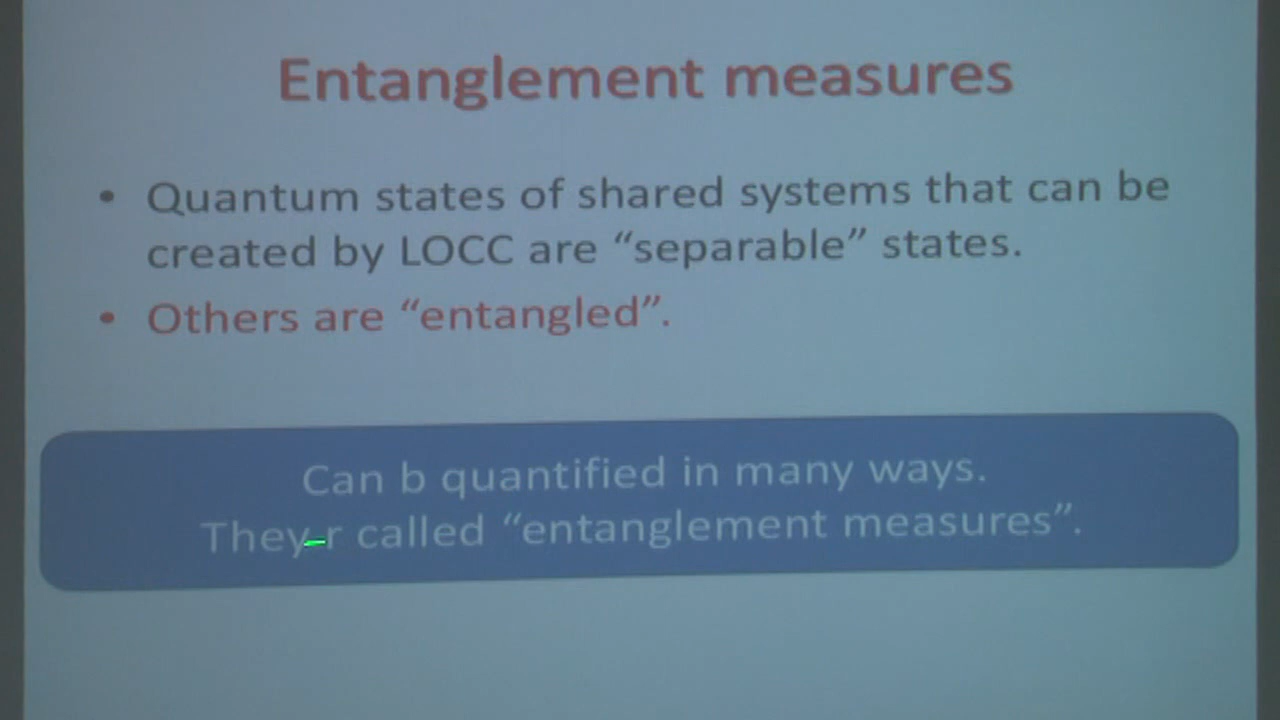 Entanglement measures
• Quantum states of shared systems that can be
created by LOCC are “separable” states.
• Others are “entangled”.
Can b quantified in many ways.
They r called “entanglement measures”.